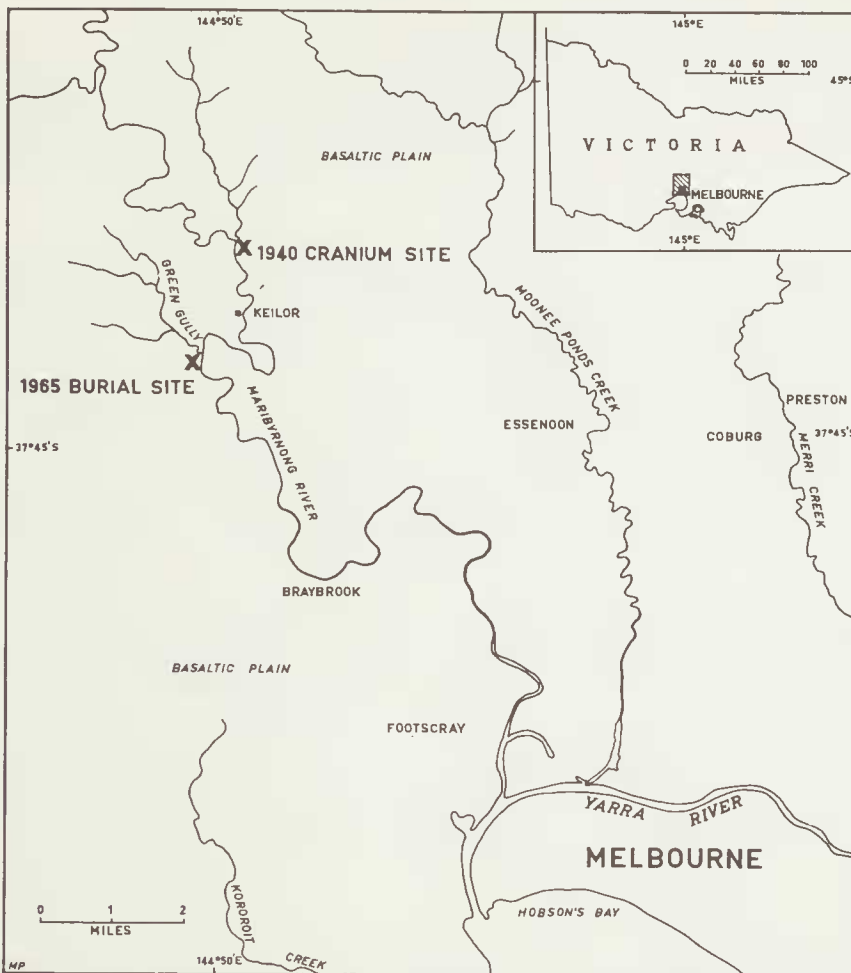 144°50'E
145°E
0 20 40 60 80 100
MILES
45°S
VICTORIA
MELBOURNE
145°E
BASALTIC PLAIN
X 1940 CRANIUM SITE
GREEN GULLY
KEILOR
MOONEE PONDS CREEK
X
1965 BURIAL SITE
MARIBYRNONG RIVER
PRESTON
ESSENOON
COBURG
37°45'S
37°45'S
MERRI CREEK
BRAYBROOK
BASALTIC PLAIN
FOOTSCRAY
YARRA RIVER
MELBOURNE
0 1 2
MILES
HOBSON'S BAY
KOROROIT CREEK
MP
144°50'E